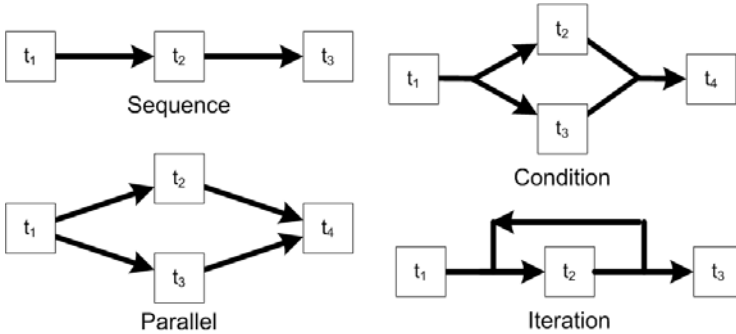 t₁ t₂ t₃
Sequence
t₂
t₁ t₄
t₃
Condition
t₂
t₁ t₄
t₃
Parallel
t₁ t₂ t₃
Iteration